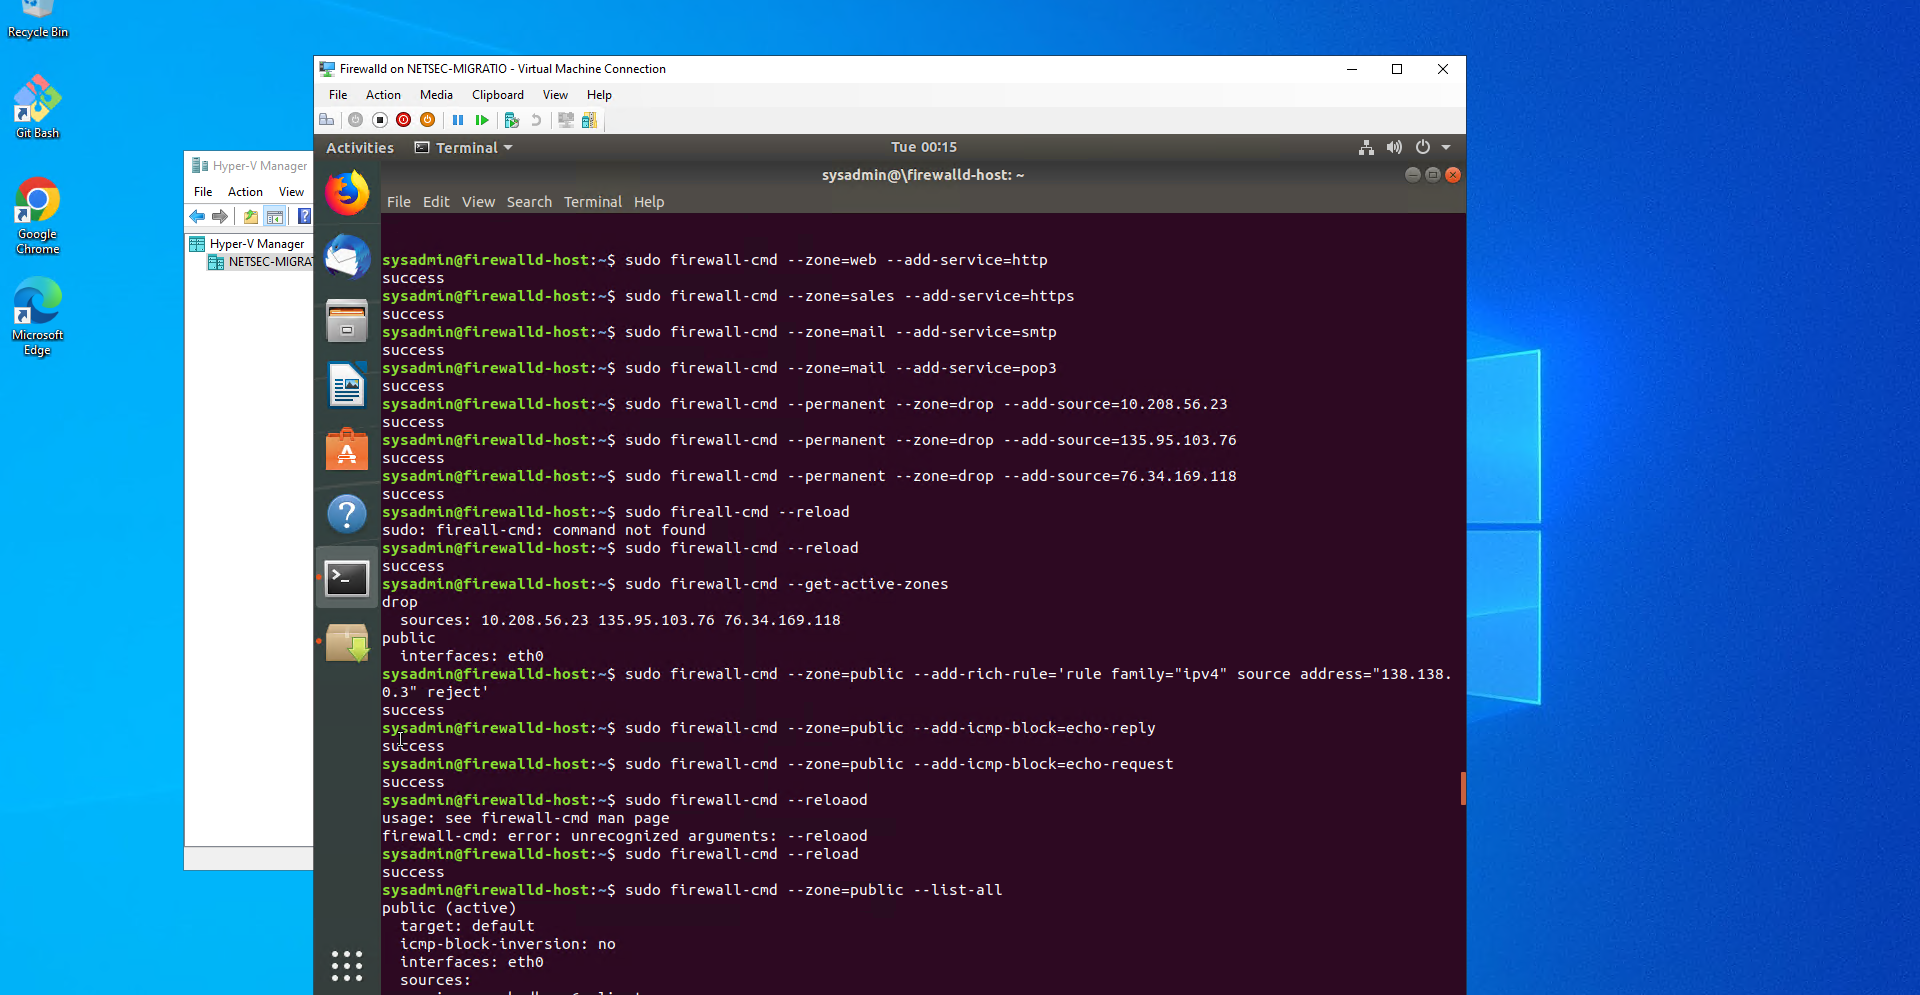 Recycle Bin
Git Bash
Google
Chrome
Microsoft
Edge
Hyper-V Manager
File Action View
Hyper-V Manager
NETSEC-MIGRAT
Firewalld on NETSEC-MIGRATIO - Virtual Machine Connection
File Action Media Clipboard View Help
Activities Terminal Tue 00:15
sysadmin@\firewalld-host: ~
File Edit View Search Terminal Help
sysadmin@firewalld-host:~$ sudo firewall-cmd --zone=web --add-service=http
success
sysadmin@firewalld-host:~$ sudo firewall-cmd --zone=sales --add-service=https
success
sysadmin@firewalld-host:~$ sudo firewall-cmd --zone=mail --add-service=smtp
success
sysadmin@firewalld-host:~$ sudo firewall-cmd --zone=mail --add-service=pop3
success
sysadmin@firewalld-host:~$ sudo firewall-cmd --permanent --zone=drop --add-source=10.208.56.23
success
sysadmin@firewalld-host:~$ sudo firewall-cmd --permanent --zone=drop --add-source=135.95.103.76
success
sysadmin@firewalld-host:~$ sudo firewall-cmd --permanent --zone=drop --add-source=76.34.169.118
success
sysadmin@firewalld-host:~$ sudo fireall-cmd --reload
sudo: fireall-cmd: command not found
sysadmin@firewalld-host:~$ sudo firewall-cmd --reload
success
sysadmin@firewalld-host:~$ sudo firewall-cmd --get-active-zones
drop
sources: 10.208.56.23 135.95.103.76 76.34.169.118
public
interfaces: eth0
sysadmin@firewalld-host:~$ sudo firewall-cmd --zone=public --add-rich-rule='rule family="ipv4" source address="138.138.
0.3" reject'
success
sysadmin@firewalld-host:~$ sudo firewall-cmd --zone=public --add-icmp-block=echo-reply
success
sysadmin@firewalld-host:~$ sudo firewall-cmd --zone=public --add-icmp-block=echo-request
success
sysadmin@firewalld-host:~$ sudo firewall-cmd --reloaod
usage: see firewall-cmd man page
firewall-cmd: error: unrecognized arguments: --reloaod
sysadmin@firewalld-host:~$ sudo firewall-cmd --reload
success
sysadmin@firewalld-host:~$ sudo firewall-cmd --zone=public --list-all
public (active)
target: default
icmp-block-inversion: no
interfaces: eth0
sources: